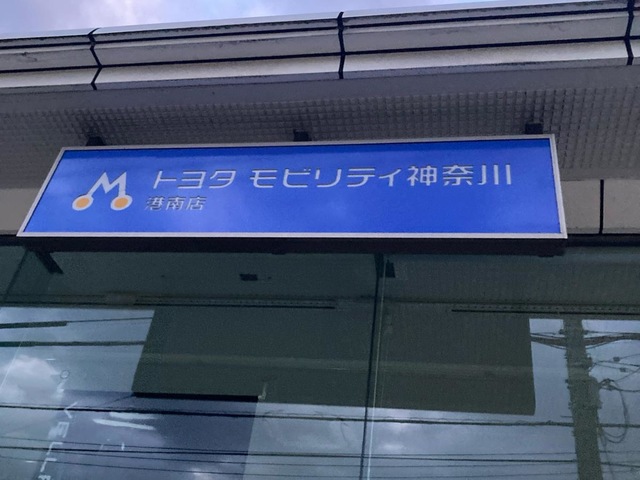 トヨタ モビリティ神奈川
港南店